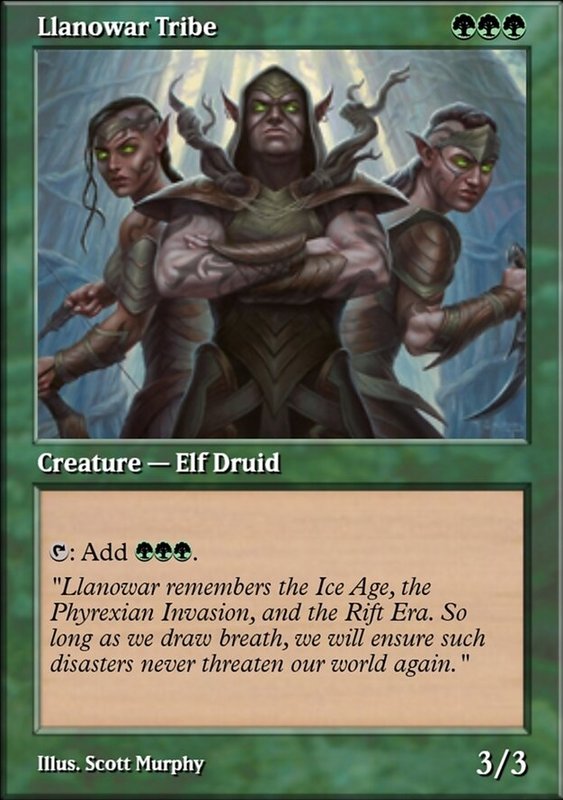 Llanowar Tribe
Creature — Elf Druid
: Add .
"Llanowar remembers the Ice Age, the
Phyrexian Invasion, and the Rift Era. So
long as we draw breath, we will ensure such
disasters never threaten our world again."
Illus. Scott Murphy
3/3